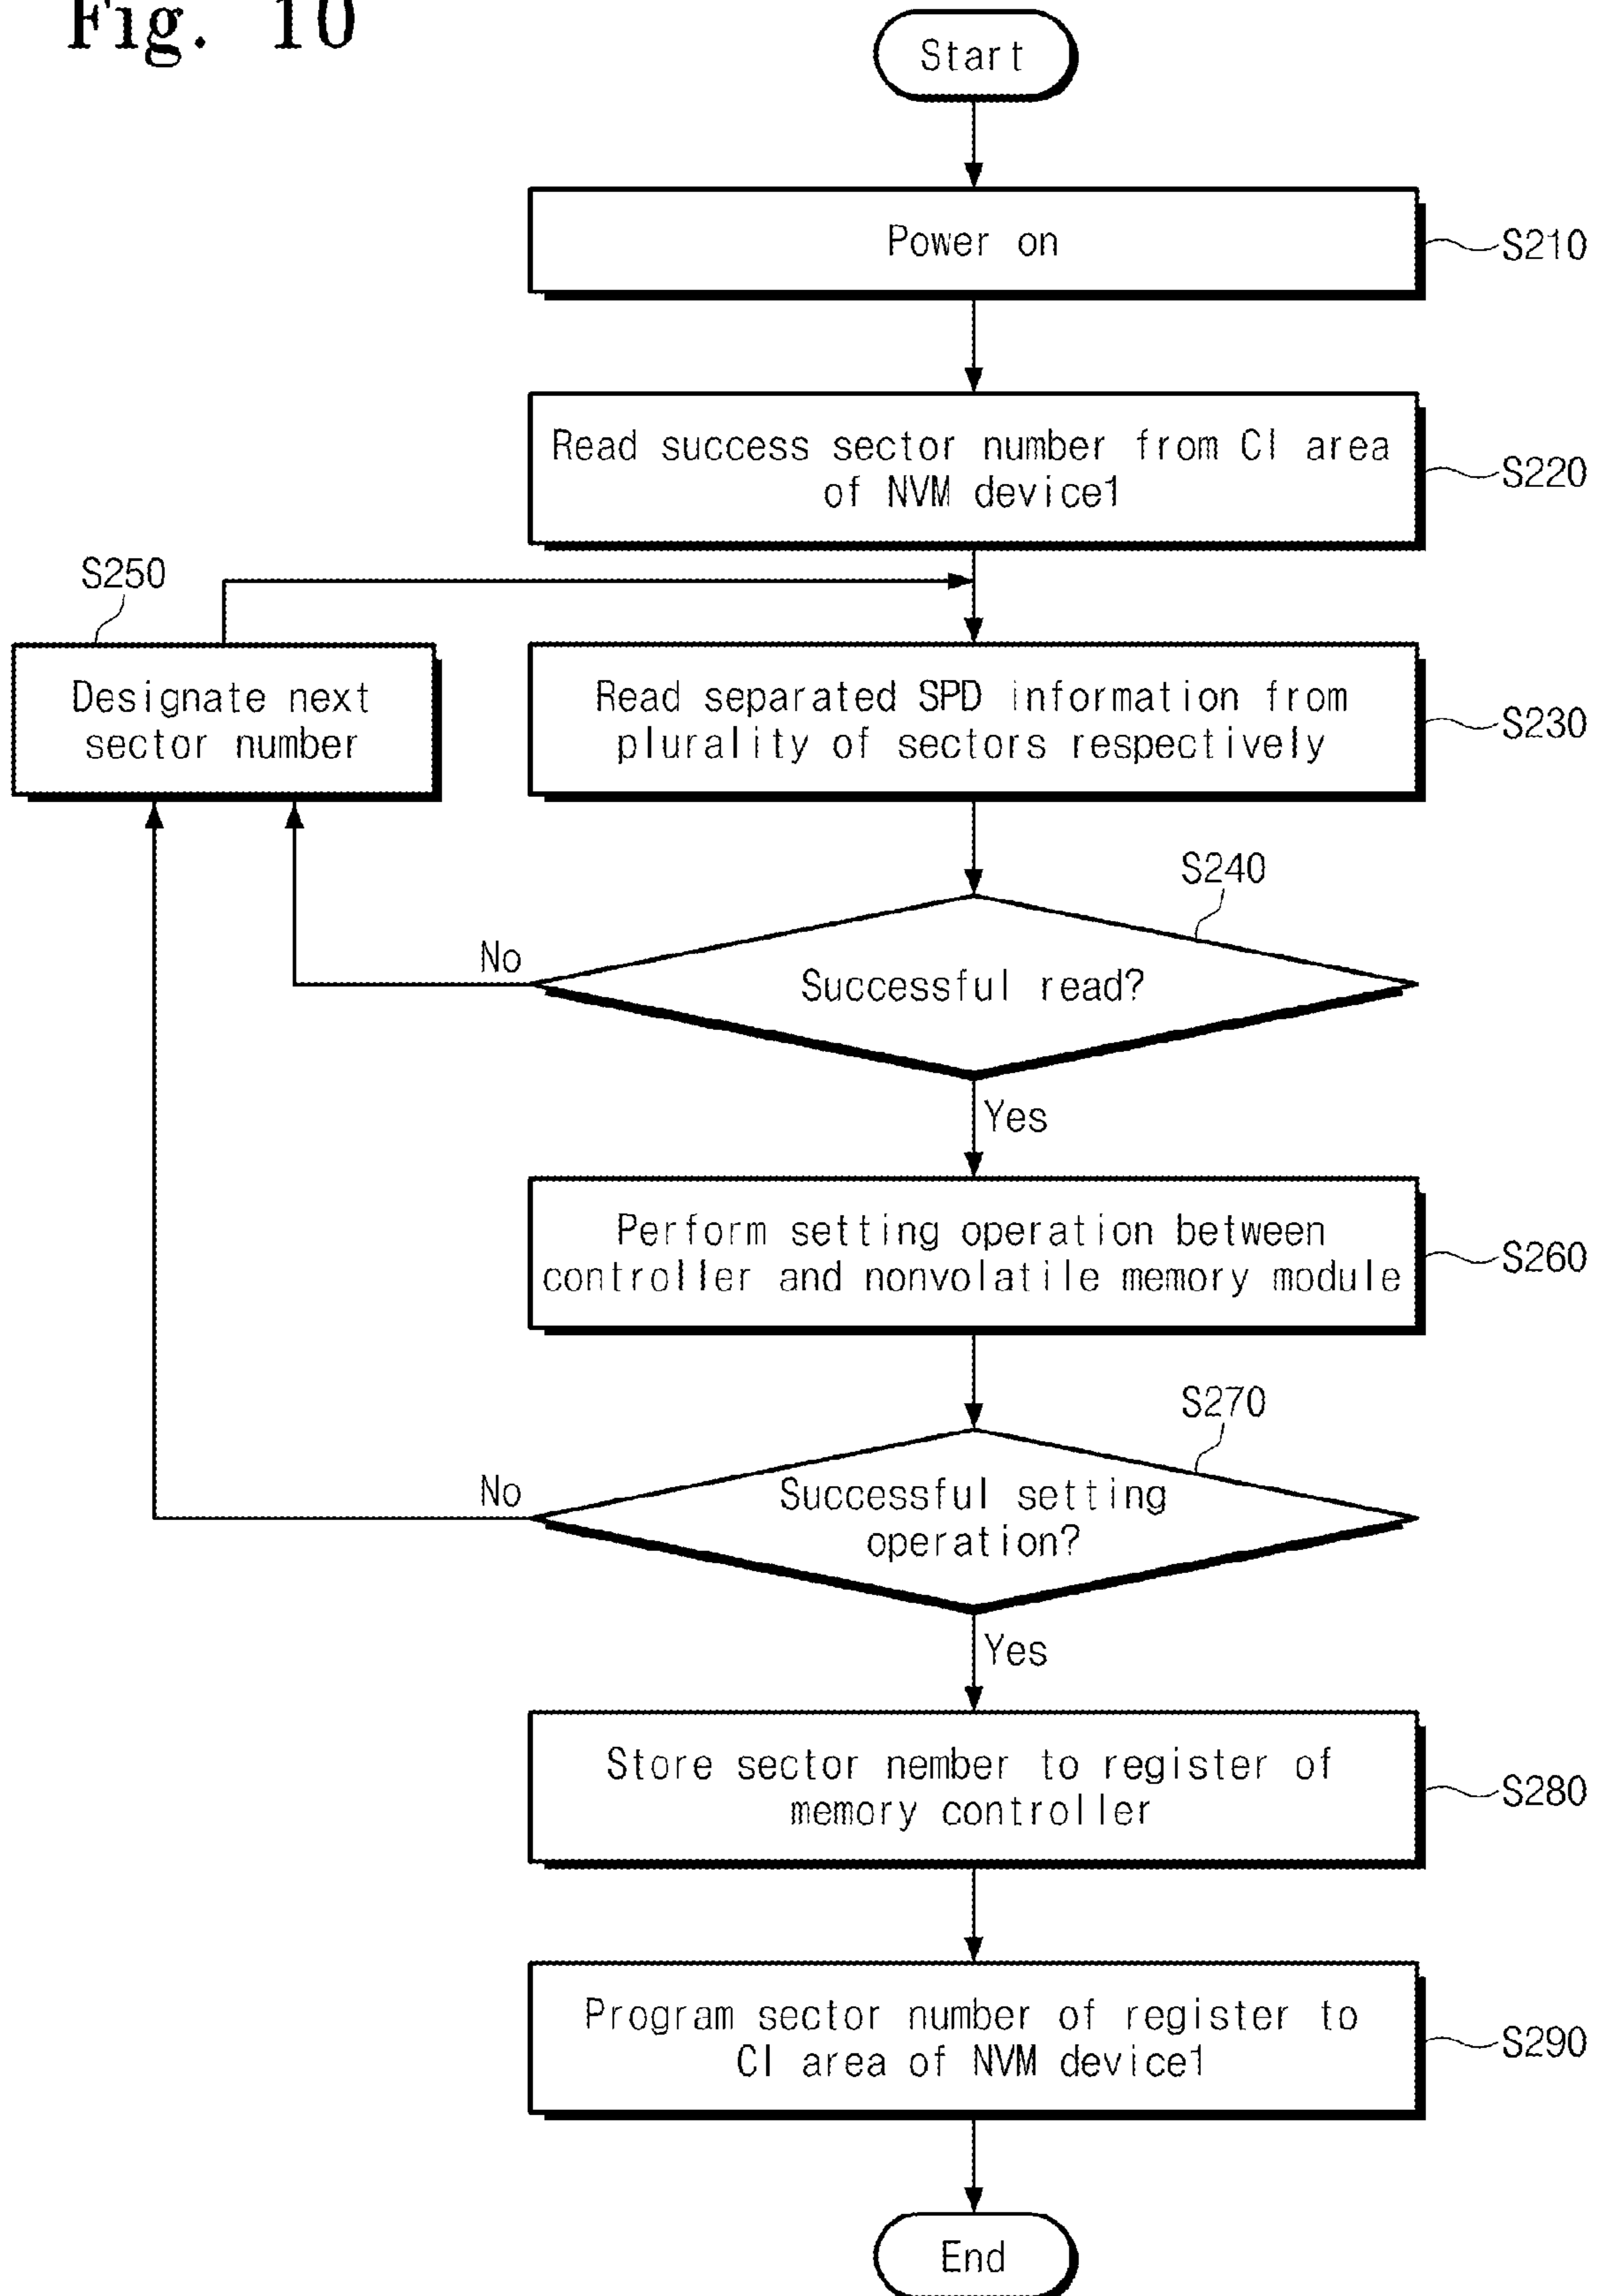 Fig. 10
Start
Power on
S210
Read success sector number from CI area
of NVM device1
S220
S250
Designate next
sector number
Read separated SPD information from
plurality of sectors respectively
S230
S240
No
Successful read?
Yes
Perform setting operation between
controller and nonvolatile memory module
S260
S270
No
Successful setting
operation?
Yes
Store sector nember to register of
memory controller
S280
Program sector number of register to
CI area of NVM device1
S290
End